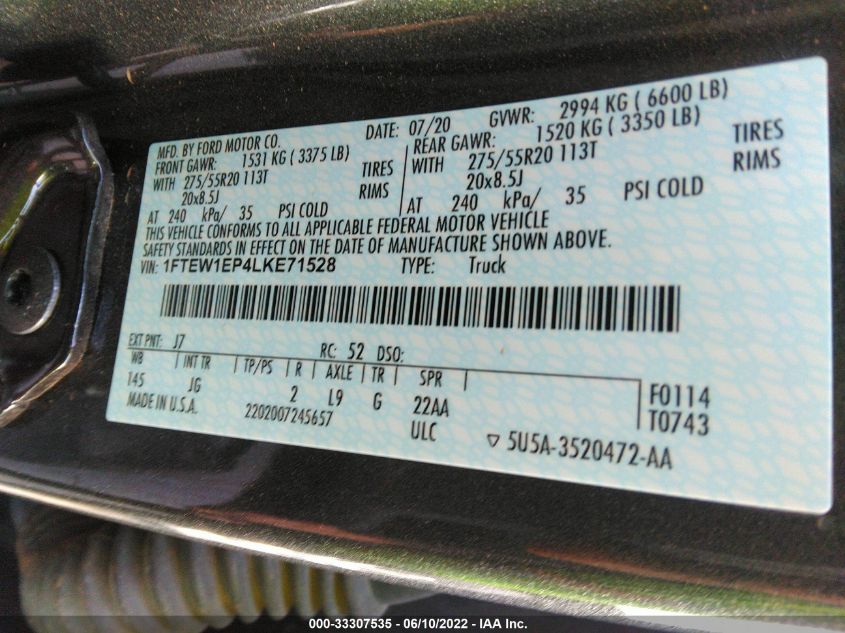 MFD. BY FORD MOTOR CO. DATE: 07/20 GVWR: 2994 KG ( 6600 LB)
FRONT GAWR: 1531 KG ( 3375 LB) REAR GAWR: 1520 KG ( 3350 LB)
WITH 275/55R20 113T TIRES WITH 275/55R20 113T TIRES
20x8.5J RIMS 20x8.5J RIMS
AT 240 kPa/ 35 PSI COLD AT 240 kPa/ 35 PSI COLD
THIS VEHICLE CONFORMS TO ALL APPLICABLE FEDERAL MOTOR VEHICLE
SAFETY STANDARDS IN EFFECT ON THE DATE OF MANUFACTURE SHOWN ABOVE.
VIN: 1FTEW1EP4LKE71528 TYPE: Truck
EXT PNT: J7 RC: 52 DSO:
WB INT TR TP/PS R AXLE TR SPR
145 JG 2 L9 G 22AA F0114
MADE IN U.S.A. 2202007245657 ULC T0743
5U5A-3520472-AA
000-33307535 - 06/10/2022 - IAA Inc.